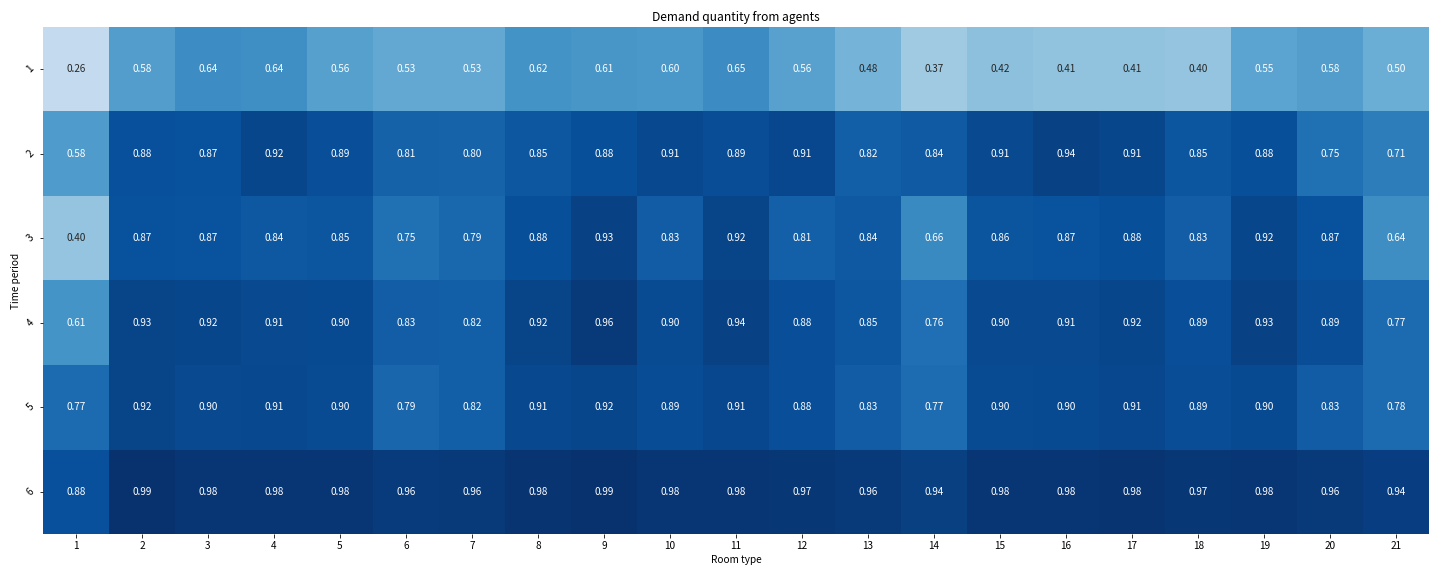 Demand quantity from agents
1 0.26 0.58 0.64 0.64 0.56 0.53 0.53 0.62 0.61 0.60 0.65 0.56 0.48 0.37 0.42 0.41 0.41 0.40 0.55 0.58 0.50
2 0.58 0.88 0.87 0.92 0.89 0.81 0.80 0.85 0.88 0.91 0.89 0.91 0.82 0.84 0.91 0.94 0.91 0.85 0.88 0.75 0.71
3 0.40 0.87 0.87 0.84 0.85 0.75 0.79 0.88 0.93 0.83 0.92 0.81 0.84 0.66 0.86 0.87 0.88 0.83 0.92 0.87 0.64
Time period
4 0.61 0.93 0.92 0.91 0.90 0.83 0.82 0.92 0.96 0.90 0.94 0.88 0.85 0.76 0.90 0.91 0.92 0.89 0.93 0.89 0.77
5 0.77 0.92 0.90 0.91 0.90 0.79 0.82 0.91 0.92 0.89 0.91 0.88 0.83 0.77 0.90 0.90 0.91 0.89 0.90 0.83 0.78
6 0.88 0.99 0.98 0.98 0.98 0.96 0.96 0.98 0.99 0.98 0.98 0.97 0.96 0.94 0.98 0.98 0.98 0.97 0.98 0.96 0.94
1 2 3 4 5 6 7 8 9 10 11 12 13 14 15 16 17 18 19 20 21
Room type